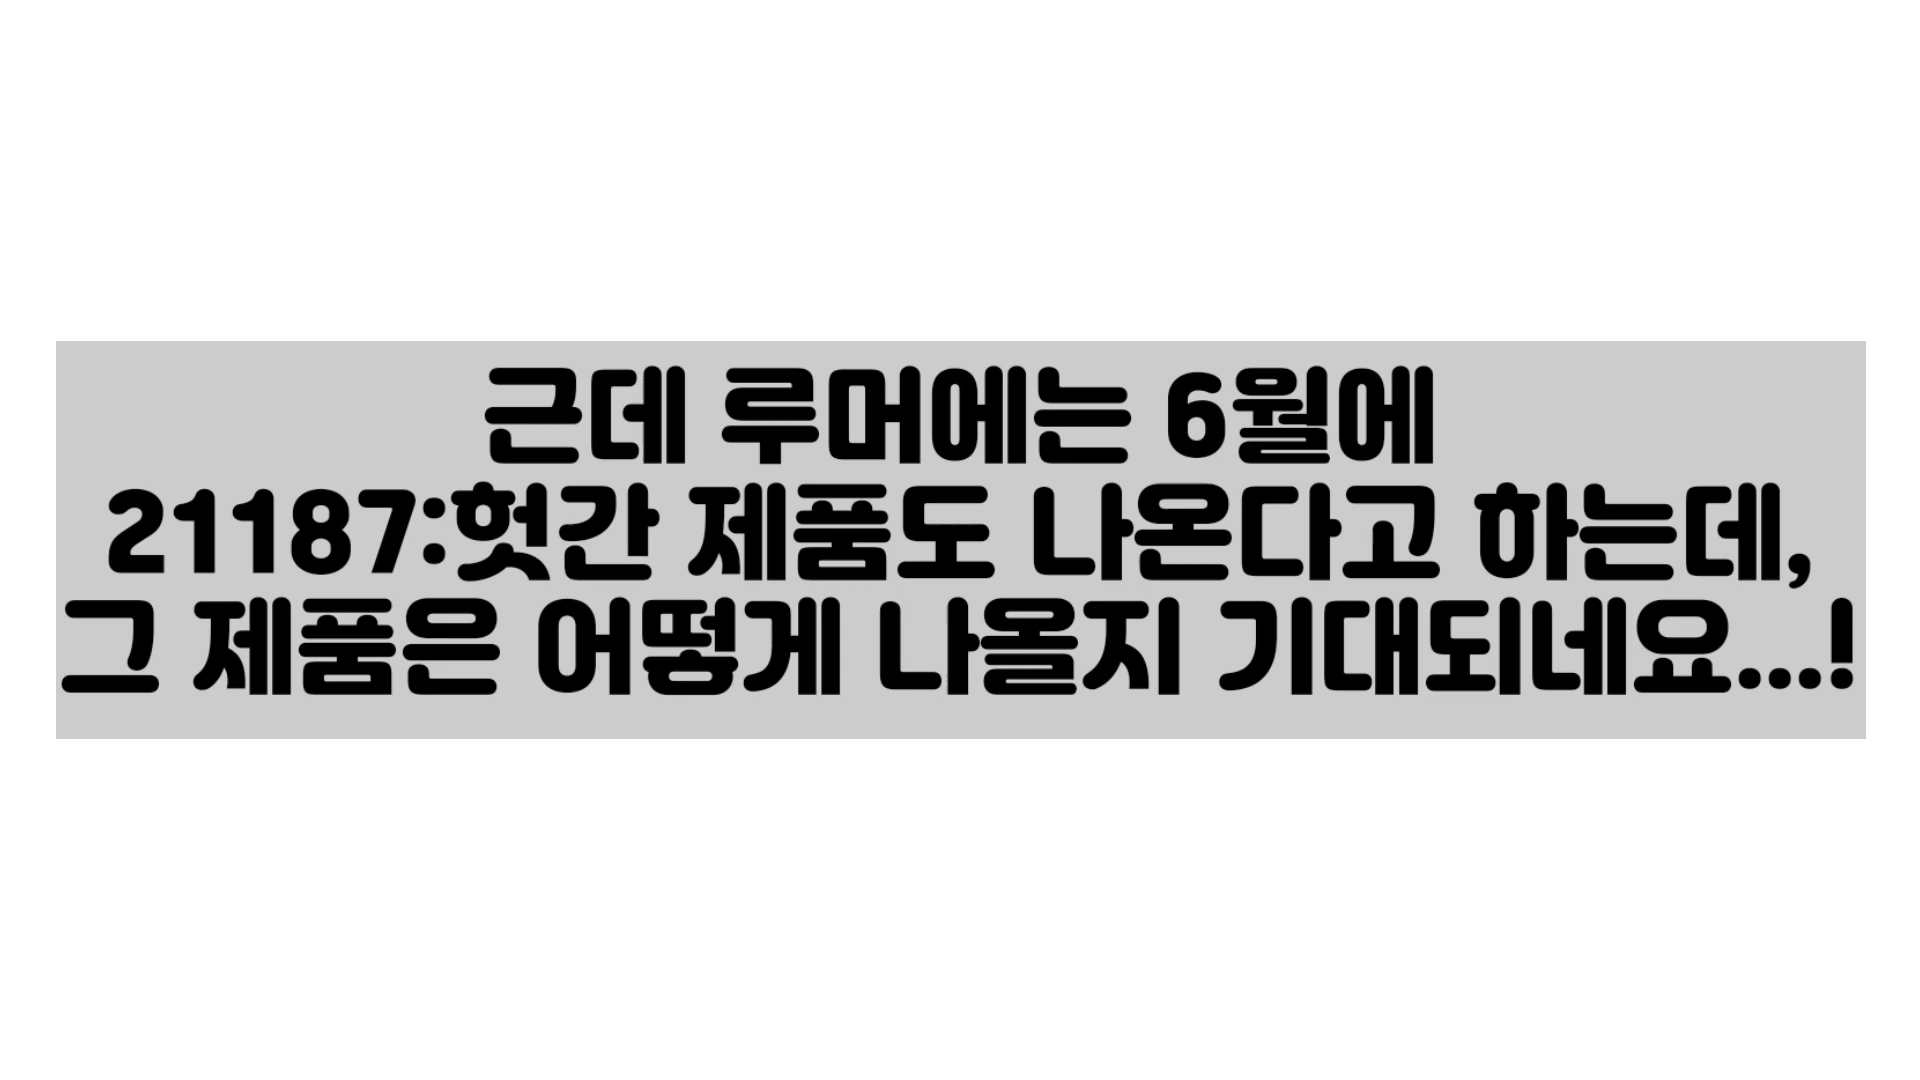 근데 루머에는 6월에
21187:헛간 제품도 나온다고 하는데,
그 제품은 어떻게 나올지 기대되네요...!